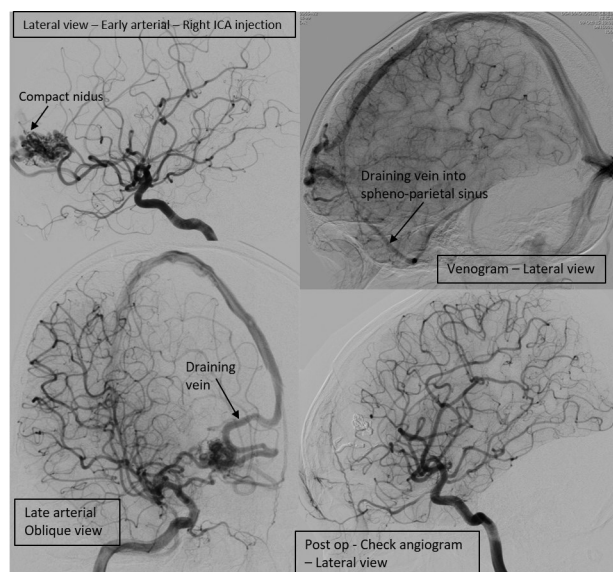 Lateral view – Early arterial – Right ICA injection
Compact nidus
Draining vein into
spheno-parietal sinus
Venogram – Lateral view
Draining
vein
Late arterial
Oblique view
Post op - Check angiogram
– Lateral view